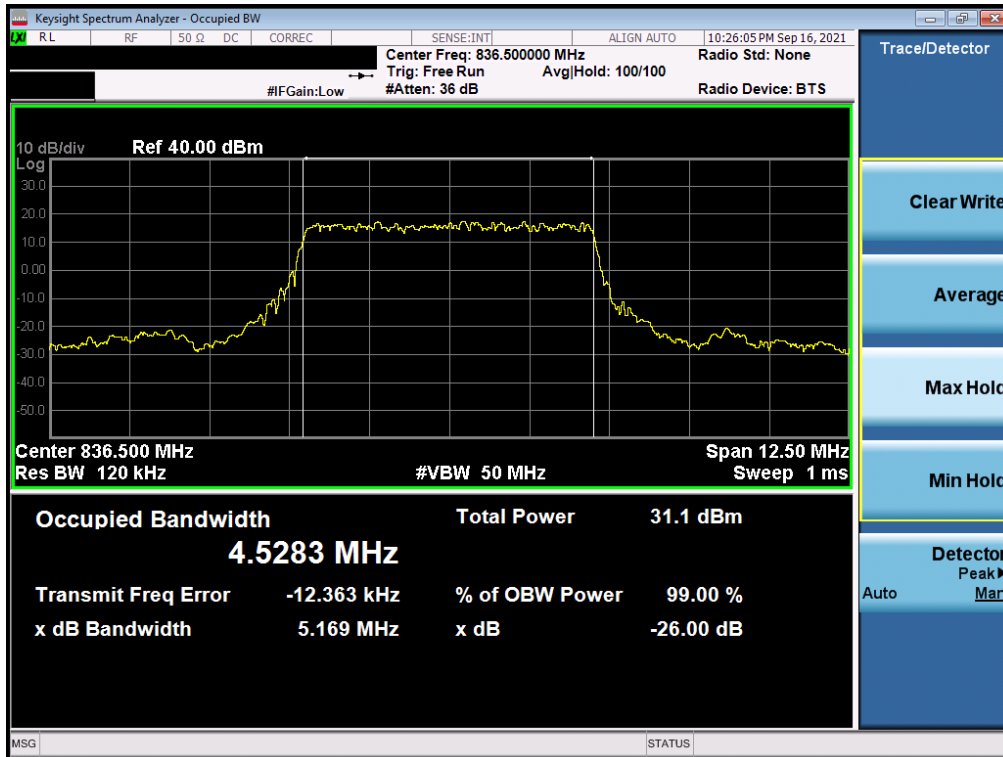 Keysight Spectrum Analyzer - Occupied BW
LXI RL RF 50 Ω DC CORREC SENSE:INT ALIGN AUTO 10:26:05 PM Sep 16, 2021
Center Freq: 836.500000 MHz Radio Std: None
Trig: Free Run Avg|Hold: 100/100
#IFGain:Low #Atten: 36 dB Radio Device: BTS
Trace/Detector
10 dB/div Ref 40.00 dBm
Log
30.0
20.0
10.0
0.00
-10.0
-20.0
-30.0
-40.0
-50.0
Center 836.500 MHz Span 12.50 MHz
Res BW 120 kHz #VBW 50 MHz Sweep 1 ms
Occupied Bandwidth Total Power 31.1 dBm
4.5283 MHz
Transmit Freq Error -12.363 kHz % of OBW Power 99.00 %
x dB Bandwidth 5.169 MHz x dB -26.00 dB
Clear Write
Average
Max Hold
Min Hold
Detector
Peak
Auto Man
MSG STATUS